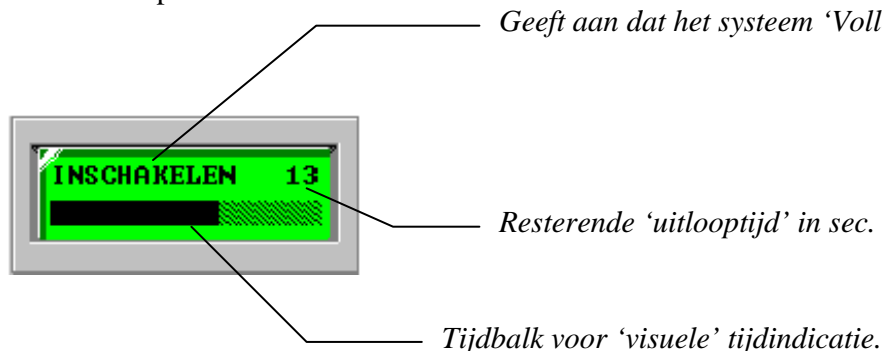 Geeft aan dat het systeem ‘Voll
INSCHAKELEN 13
Resterende ‘uitlooptijd’ in sec.
Tijdbalk voor ‘visuele’ tijdindicatie.